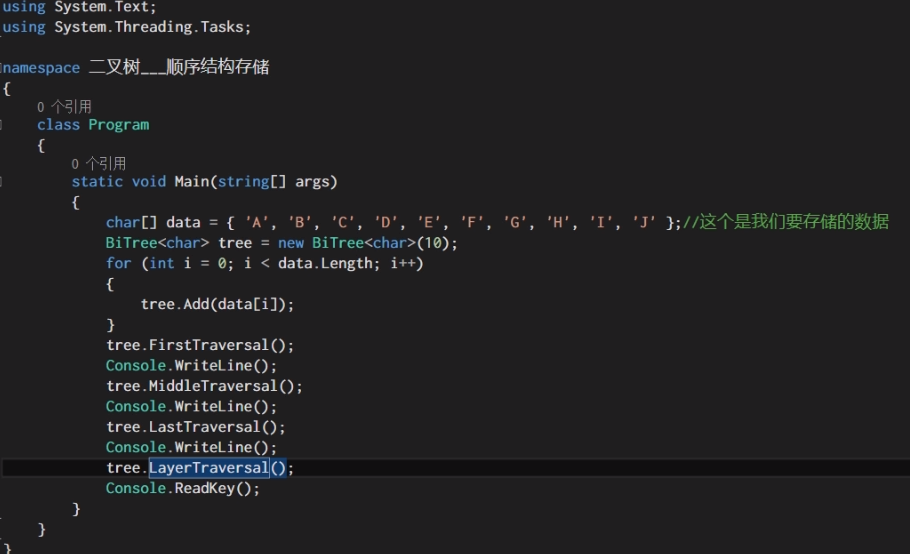 using System.Text;
using System.Threading.Tasks;
namespace 二叉树___顺序结构存储
{
0 个引用
class Program
{
0 个引用
static void Main(string[] args)
{
char[] data = { 'A', 'B', 'C', 'D', 'E', 'F', 'G', 'H', 'I', 'J' };//这个是我们要存储的数据
BiTree<char> tree = new BiTree<char>(10);
for (int i = 0; i < data.Length; i++)
{
tree.Add(data[i]);
}
tree.FirstTraversal();
Console.WriteLine();
tree.MiddleTraversal();
Console.WriteLine();
tree.LastTraversal();
Console.WriteLine();
tree.LayerTraversal();
Console.ReadKey();
}
}
}